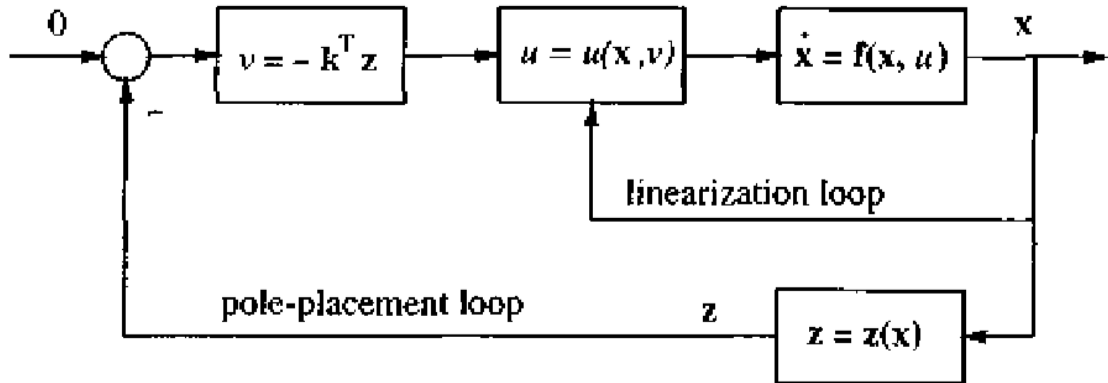 0
x
v = - k^T z
u = u(x,v)
ẋ = f(x, u)
-
linearization loop
pole-placement loop
z
z = z(x)